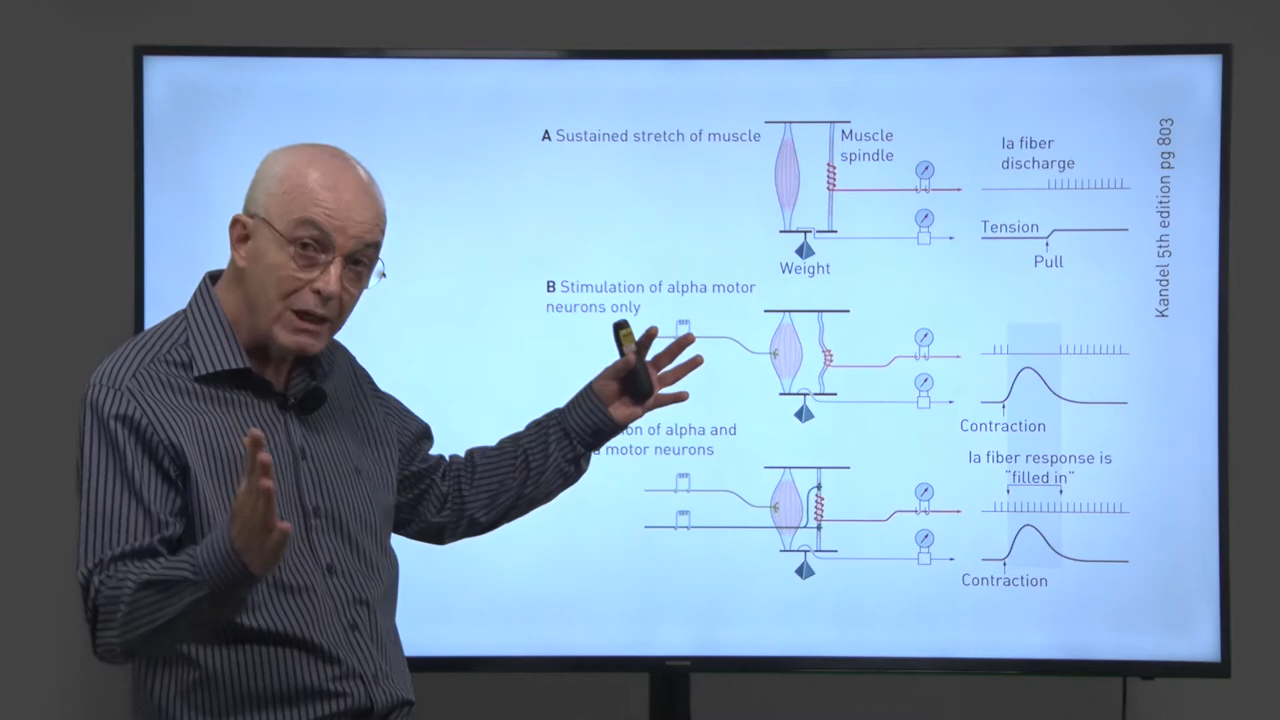 A Sustained stretch of muscle
Muscle
spindle
Ia fiber
discharge
Tension
Pull
Weight
Kandel 5th edition pg 803
B Stimulation of alpha motor
neurons only
Contraction
of alpha and
motor neurons
Ia fiber response is
"filled in"
Contraction